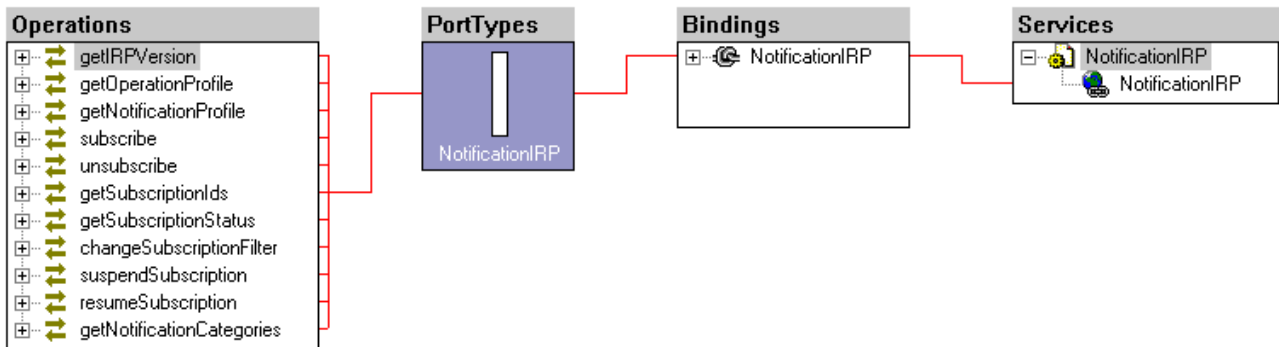 Operations
getIRPVersion
getOperationProfile
getNotificationProfile
subscribe
unsubscribe
getSubscriptionIds
getSubscriptionStatus
changeSubscriptionFilter
suspendSubscription
resumeSubscription
getNotificationCategories
PortTypes
NotificationIRP
Bindings
NotificationIRP
Services
NotificationIRP
NotificationIRP